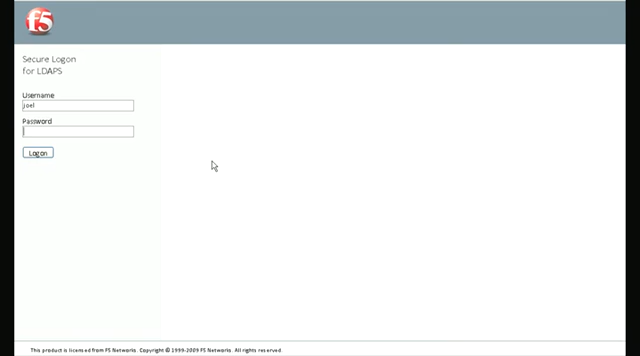 f5
Secure Logon
for LDAPS
Username
joel
Password
Logon
This product is licensed from F5 Networks. Copyright © 1999-2009 F5 Networks. All rights reserved.